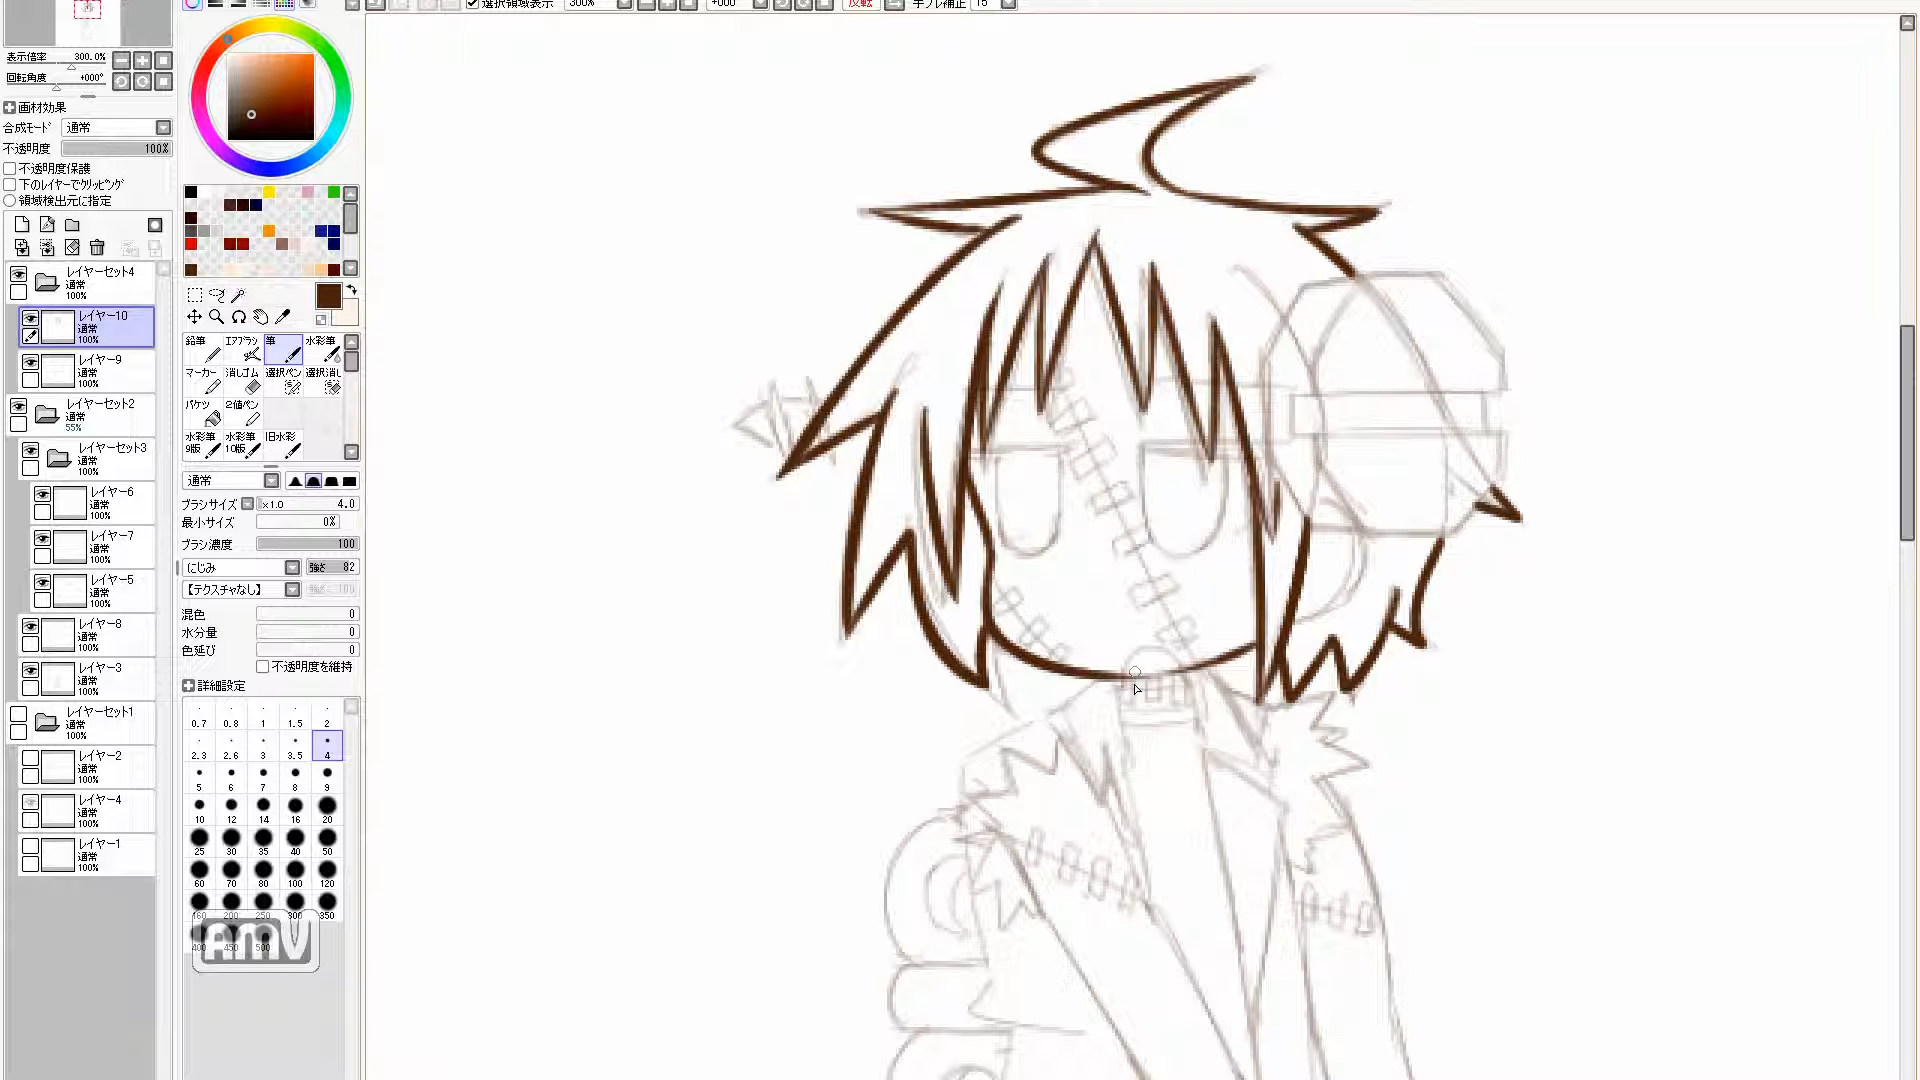 選択領域表示 300% +000° 反転 手ブレ補正 15
表示倍率 300.0%
回転角度 +000°
画材効果
合成モード 通常
不透明度 100%
不透明度保護
下のレイヤーでクリッピング
領域検出元に指定
レイヤーセット4
通常
100%
レイヤー10
通常
100%
レイヤー9
通常
100%
レイヤーセット2
通常
55%
レイヤーセット3
通常
100%
レイヤー6
通常
100%
レイヤー7
通常
100%
レイヤー5
通常
100%
レイヤー8
通常
100%
レイヤー3
通常
100%
レイヤーセット1
通常
100%
レイヤー2
通常
100%
レイヤー4
通常
100%
レイヤー1
通常
100%
鉛筆 エアブラシ 筆 水彩筆
マーカー 消しゴム 選択ペン 選択消し
バケツ 2値ペン
水彩筆 水彩筆 旧水彩
9版 10版
通常
ブラシサイズ ×1.0 4.0
最小サイズ 0%
ブラシ濃度 100
にじみ 強さ 82
【テクスチャなし】 強さ 100
混色 0
水分量 0
色延び 0
不透明度を維持
詳細設定
0.7 0.8 1 1.5 2
2.3 2.6 3 3.5 4
5 6 7 8 9
10 12 14 16 20
25 30 35 40 50
60 70 80 100 120
160 200 250 300 350
400 450 500
AMV